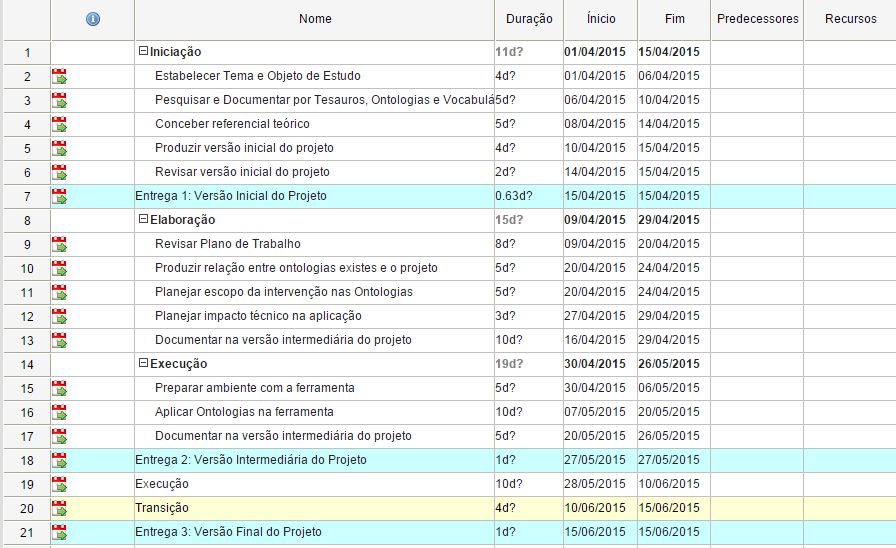 Nome Duração Início Fim Predecessores Recursos
1 Iniciação 11d? 01/04/2015 15/04/2015
2 Estabelecer Tema e Objeto de Estudo 4d? 01/04/2015 06/04/2015
3 Pesquisar e Documentar por Tesauros, Ontologias e Vocabulá 5d? 06/04/2015 10/04/2015
4 Conceber referencial teórico 5d? 08/04/2015 14/04/2015
5 Produzir versão inicial do projeto 4d? 10/04/2015 15/04/2015
6 Revisar versão inicial do projeto 2d? 14/04/2015 15/04/2015
7 Entrega 1: Versão Inicial do Projeto 0.63d? 15/04/2015 15/04/2015
8 Elaboração 15d? 09/04/2015 29/04/2015
9 Revisar Plano de Trabalho 8d? 09/04/2015 20/04/2015
10 Produzir relação entre ontologias existes e o projeto 5d? 20/04/2015 24/04/2015
11 Planejar escopo da intervenção nas Ontologias 5d? 20/04/2015 24/04/2015
12 Planejar impacto técnico na aplicação 3d? 27/04/2015 29/04/2015
13 Documentar na versão intermediária do projeto 10d? 16/04/2015 29/04/2015
14 Execução 19d? 30/04/2015 26/05/2015
15 Preparar ambiente com a ferramenta 5d? 30/04/2015 06/05/2015
16 Aplicar Ontologias na ferramenta 10d? 07/05/2015 20/05/2015
17 Documentar na versão intermediária do projeto 5d? 20/05/2015 26/05/2015
18 Entrega 2: Versão Intermediária do Projeto 1d? 27/05/2015 27/05/2015
19 Execução 10d? 28/05/2015 10/06/2015
20 Transição 4d? 10/06/2015 15/06/2015
21 Entrega 3: Versão Final do Projeto 1d? 15/06/2015 15/06/2015